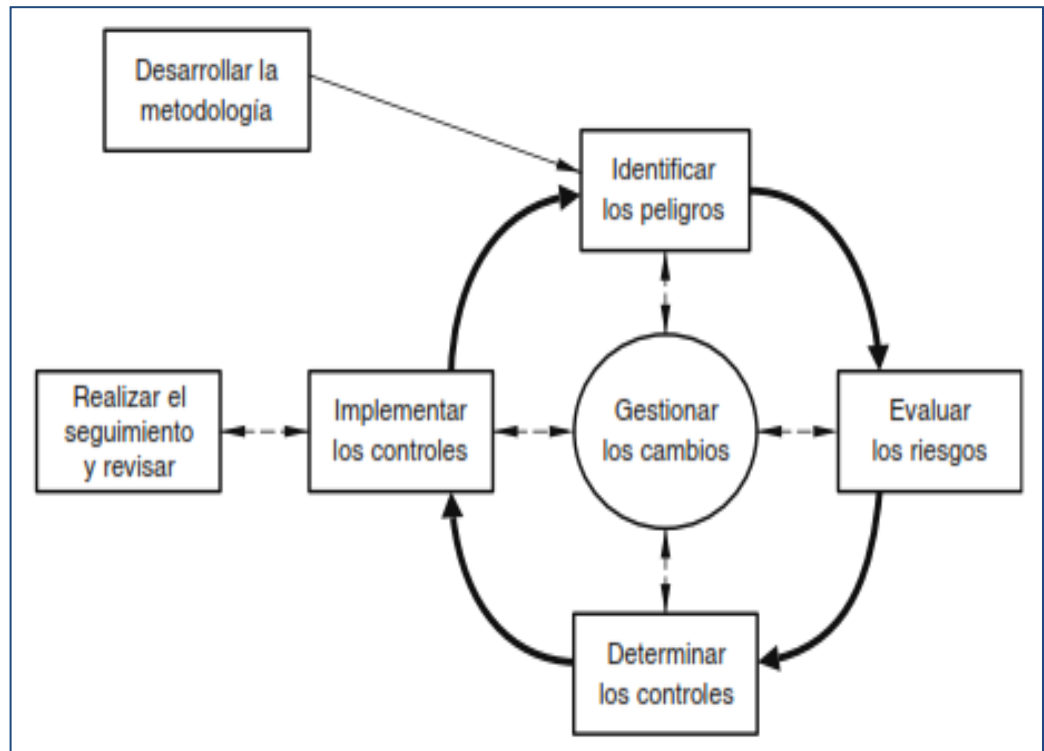 Desarrollar la
metodología
Identificar
los peligros
Realizar el
seguimiento
y revisar
Implementar
los controles
Gestionar
los cambios
Evaluar
los riesgos
Determinar
los controles